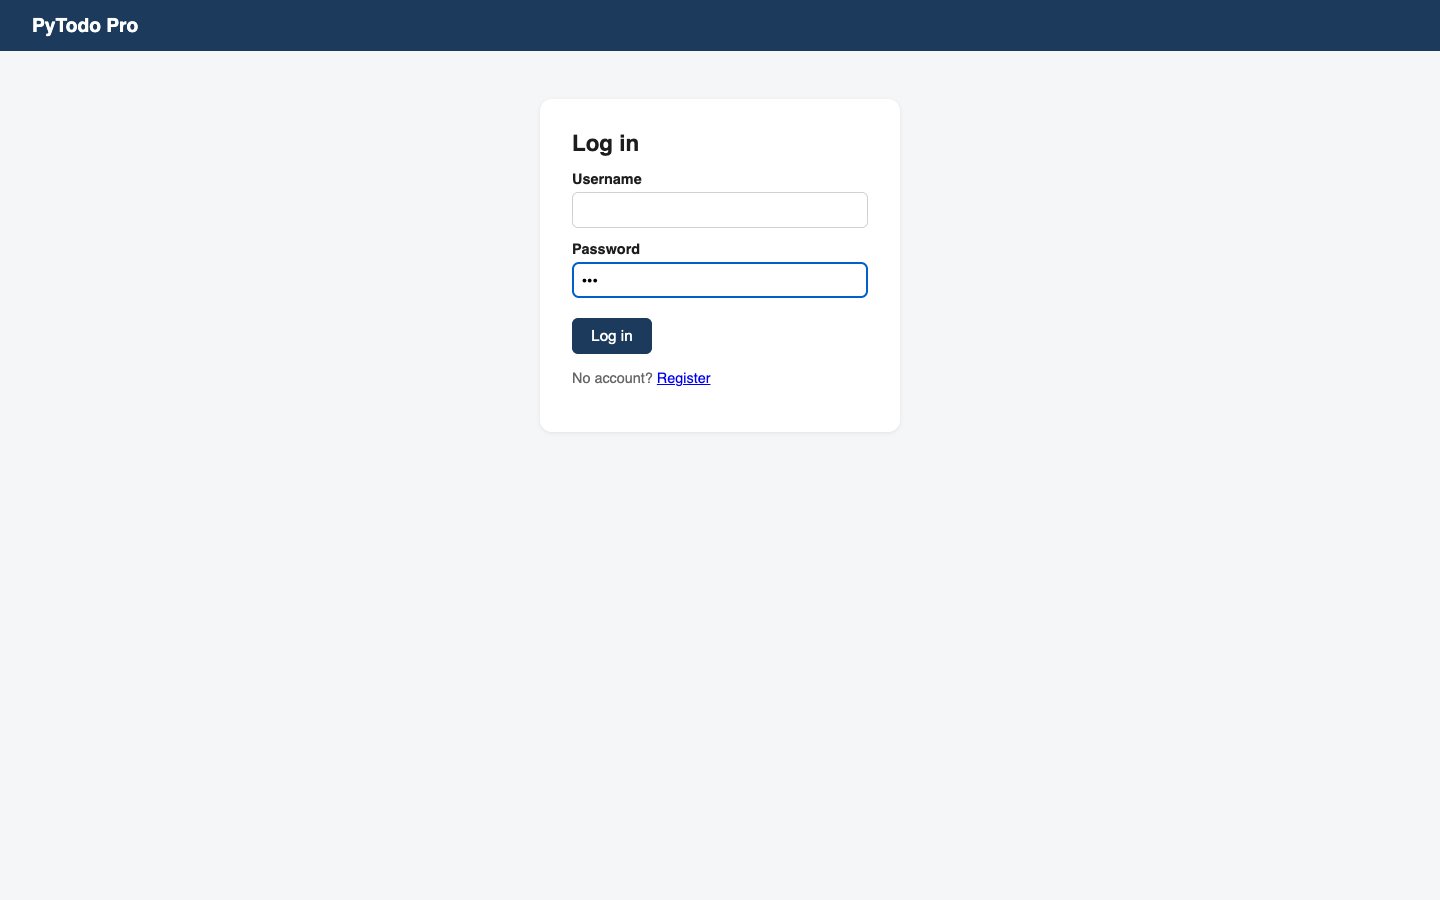 PyTodo Pro
Log in
Username
Password
•••
Log in
No account? Register